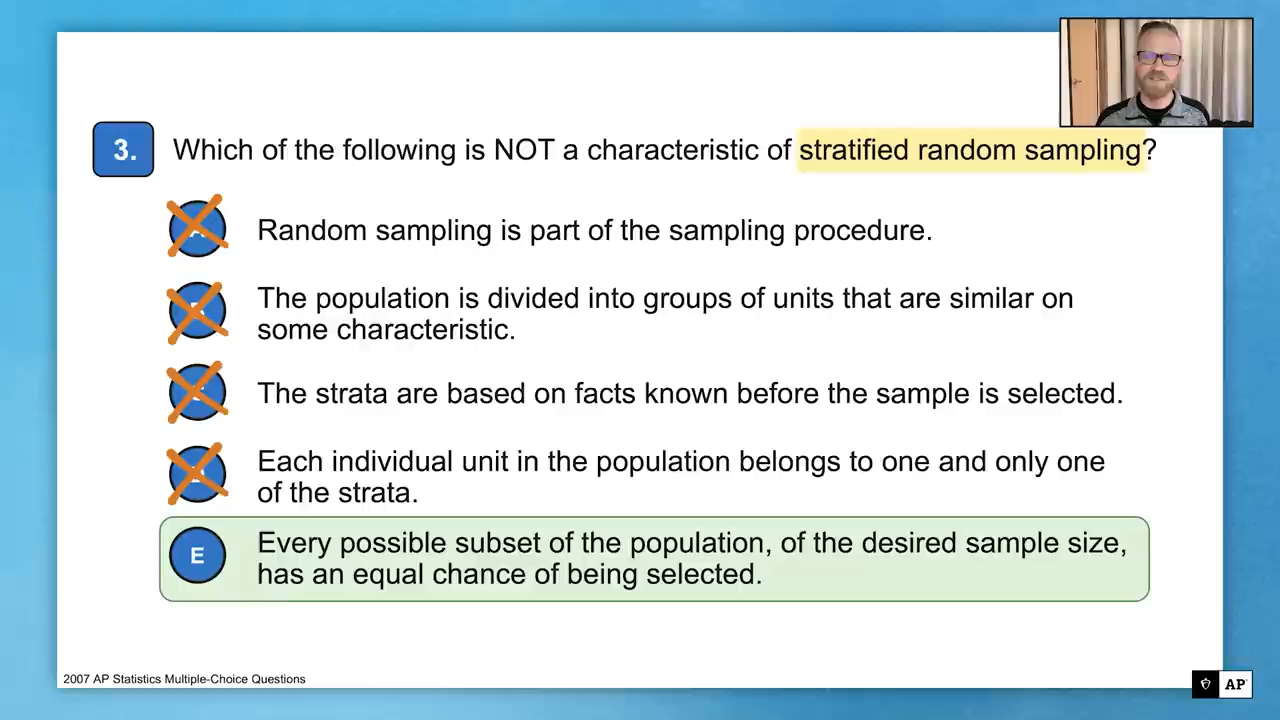 3. Which of the following is NOT a characteristic of stratified random sampling?
Random sampling is part of the sampling procedure.
The population is divided into groups of units that are similar on
some characteristic.
The strata are based on facts known before the sample is selected.
Each individual unit in the population belongs to one and only one
of the strata.
E Every possible subset of the population, of the desired sample size,
has an equal chance of being selected.
2007 AP Statistics Multiple-Choice Questions
AP